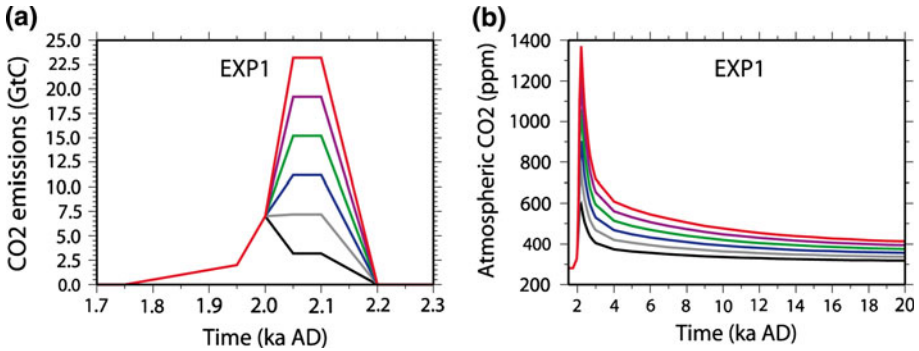 (a)
CO2 emissions (GtC)
25.0
22.5
20.0
17.5
15.0
12.5
10.0
7.5
5.0
2.5
0.0
EXP1
1.7 1.8 1.9 2.0 2.1 2.2 2.3
Time (ka AD)
(b)
Atmospheric CO2 (ppm)
1400
1200
1000
800
600
400
200
EXP1
2 4 6 8 10 12 14 16 18 20
Time (ka AD)